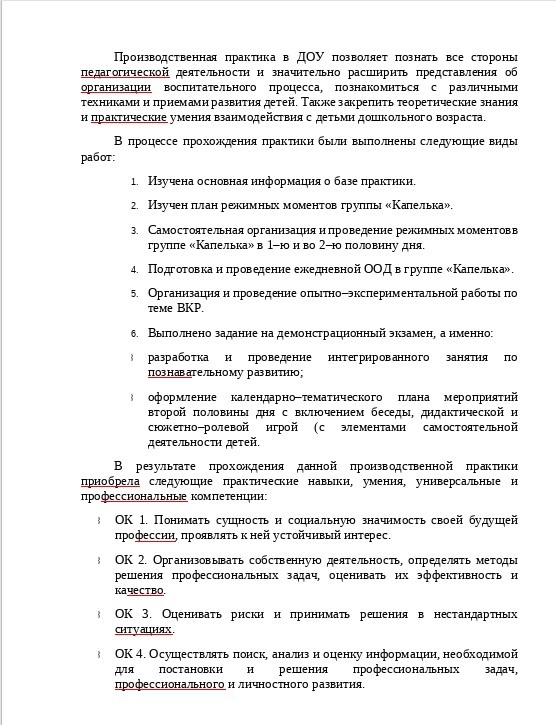 Производственная практика в ДОУ позволяет познать все стороны
педагогической деятельности и значительно расширить представления об
организации воспитательного процесса, познакомиться с различными
техниками и приемами развития детей. Также закрепить теоретические знания
и практические умения взаимодействия с детьми дошкольного возраста.
В процессе прохождения практики были выполнены следующие виды
работ:
1. Изучена основная информация о базе практики.
2. Изучен план режимных моментов группы «Капелька».
3. Самостоятельная организация и проведение режимных моментовв
группе «Капелька» в 1–ю и во 2–ю половину дня.
4. Подготовка и проведение ежедневной ООД в группе «Капелька».
5. Организация и проведение опытно–экспериментальной работы по
теме ВКР.
6. Выполнено задание на демонстрационный экзамен, а именно:
разработка и проведение интегрированного занятия по
познавательному развитию;
оформление календарно–тематического плана мероприятий
второй половины дня с включением беседы, дидактической и
сюжетно–ролевой игрой (с элементами самостоятельной
деятельности детей.
В результате прохождения данной производственной практики
приобрела следующие практические навыки, умения, универсальные и
профессиональные компетенции:
ОК 1. Понимать сущность и социальную значимость своей будущей
профессии, проявлять к ней устойчивый интерес.
ОК 2. Организовывать собственную деятельность, определять методы
решения профессиональных задач, оценивать их эффективность и
качество.
ОК 3. Оценивать риски и принимать решения в нестандартных
ситуациях.
ОК 4. Осуществлять поиск, анализ и оценку информации, необходимой
для постановки и решения профессиональных задач,
профессионального и личностного развития.